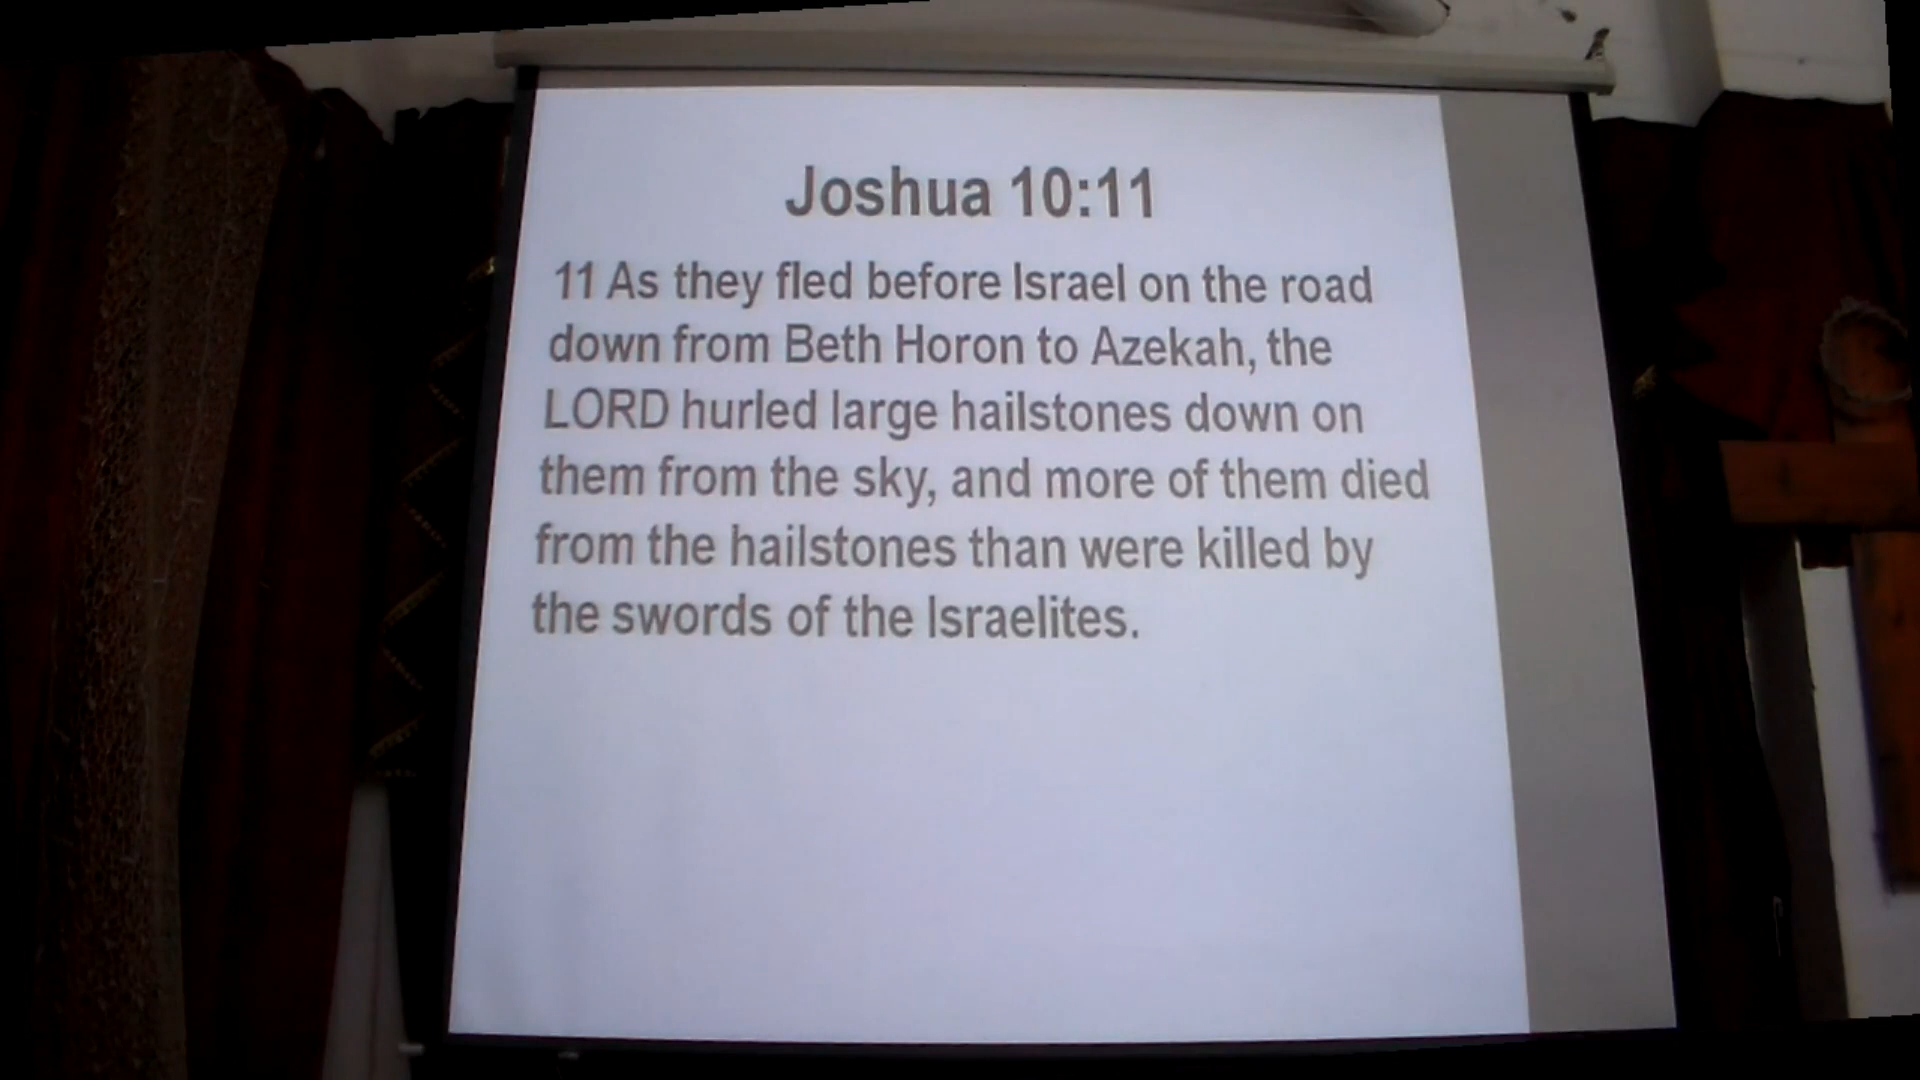 Joshua 10:11
11 As they fled before Israel on the road
down from Beth Horon to Azekah, the
LORD hurled large hailstones down on
them from the sky, and more of them died
from the hailstones than were killed by
the swords of the Israelites.